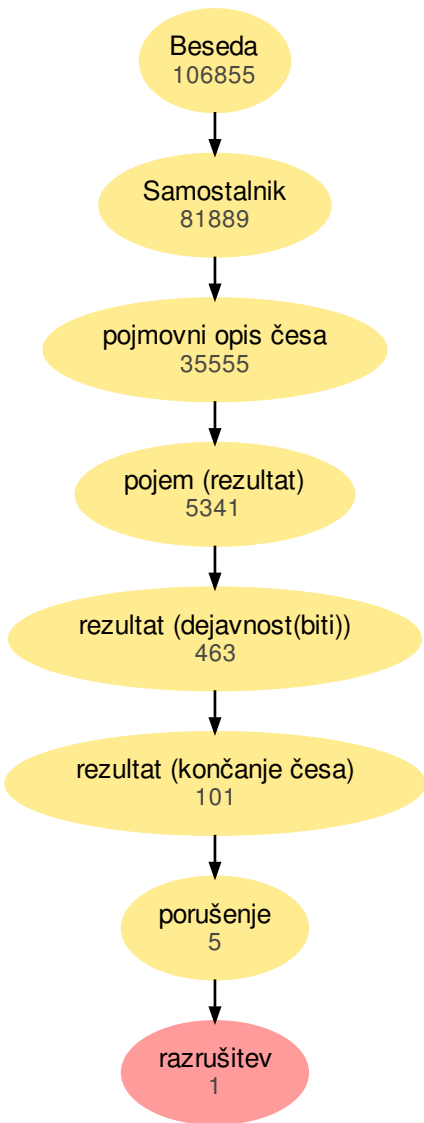 Beseda
106855
Samostalnik
81889
pojmovni opis česa
35555
pojem (rezultat)
5341
rezultat (dejavnost(biti))
463
rezultat (končanje česa)
101
porušenje
5
razrušitev
1